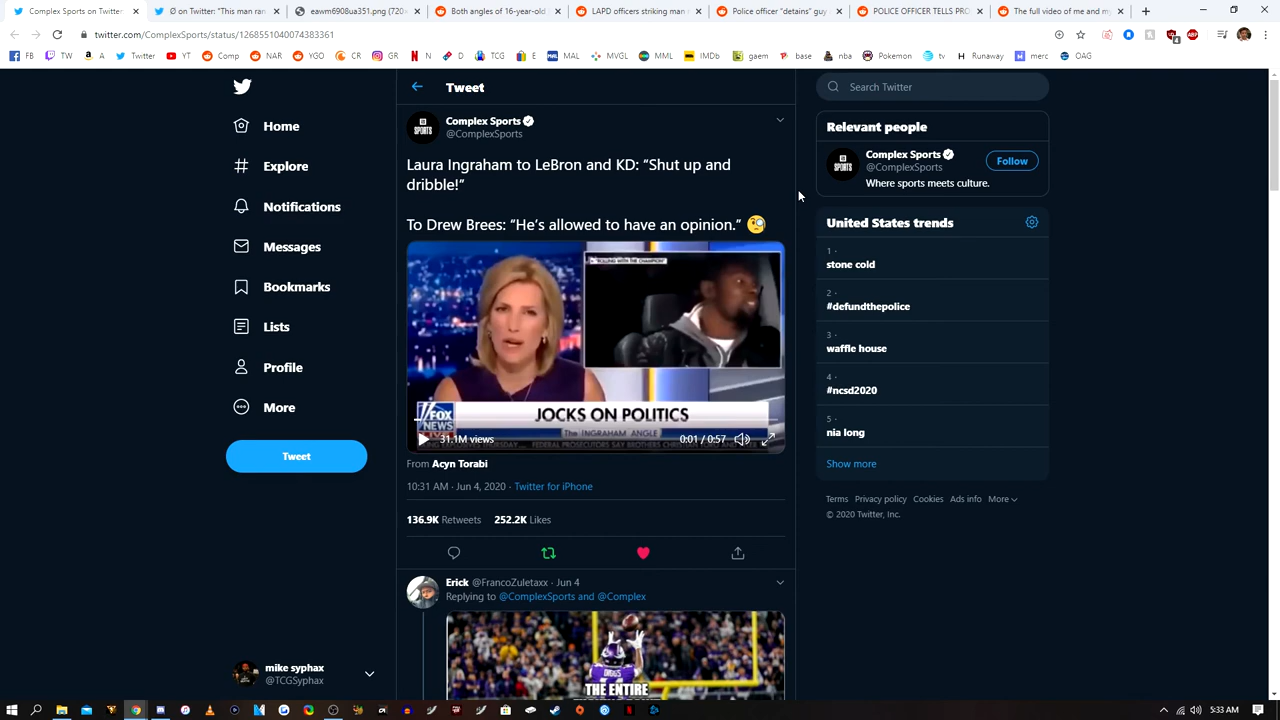 Complex Sports on Twitter:
Ø on Twitter: "This man ran
eawm6908ua351.png (720×
Both angles of 16-year-old
LAPD officers striking man
Police officer "detains" guy
POLICE OFFICER TELLS PRO
The full video of me and my
twitter.com/ComplexSports/status/1268551040074383361
FB
TW
A
Twitter
YT
Comp
NAR
YGO
CR
GR
N
D
TCG
E
MAL
MVGL
MML
IMDb
gaem
base
nba
Pokemon
tv
Runaway
merc
OAG
Home
Explore
Notifications
Messages
Bookmarks
Lists
Profile
More
Tweet
mike syphax
@TCGSyphax
Tweet
SPORTS
Complex Sports
@ComplexSports
Laura Ingraham to LeBron and KD: “Shut up and
dribble!”
To Drew Brees: “He’s allowed to have an opinion.”
"ROLLING WITH THE CHAMPION"
FOX
NEWS
JOCKS ON POLITICS
The INGRAHAM ANGLE
31.1M views
0:01 / 0:57
From Acyn Torabi
10:31 AM · Jun 4, 2020 · Twitter for iPhone
136.9K Retweets 252.2K Likes
Erick @FrancoZuletaxx · Jun 4
Replying to @ComplexSports and @Complex
DIGGS
THE ENTIRE
Search Twitter
Relevant people
SPORTS
Complex Sports
@ComplexSports
Follow
Where sports meets culture.
United States trends
1 ·
stone cold
2 ·
#defundthepolice
3 ·
waffle house
4 ·
#ncsd2020
5 ·
nia long
Show more
Terms Privacy policy Cookies Ads info More
© 2020 Twitter, Inc.
5:33 AM